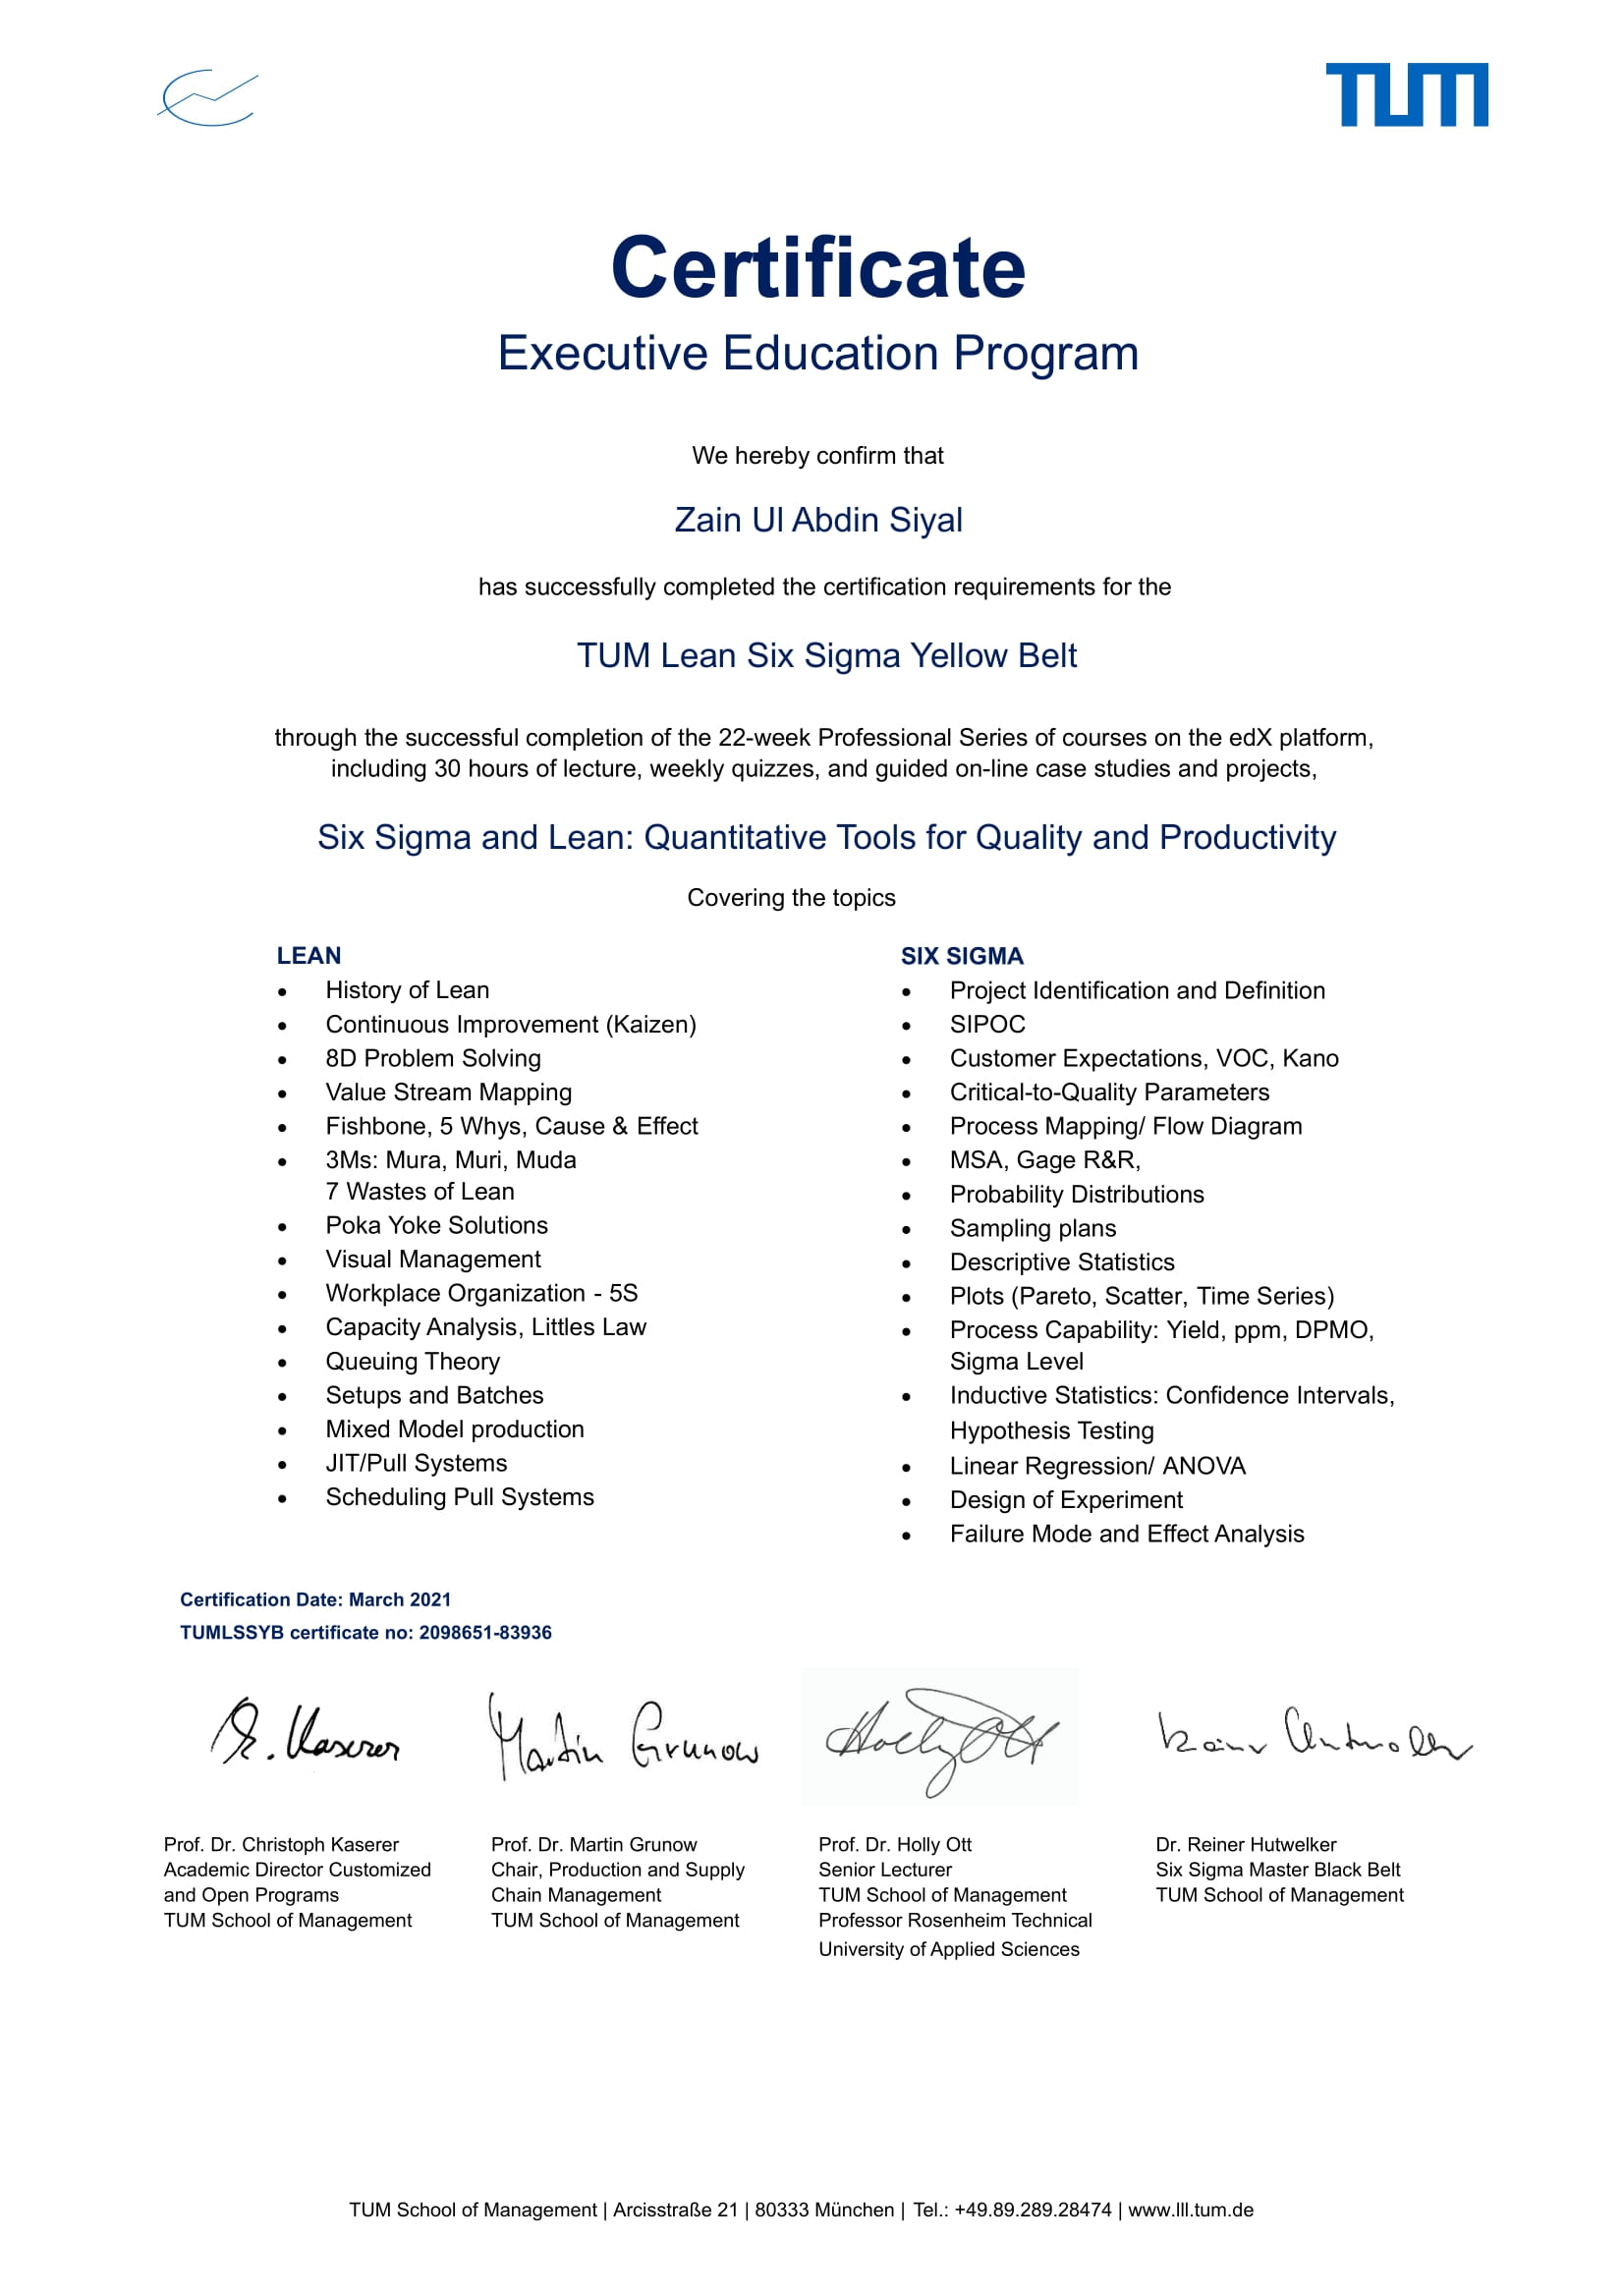 TUM
Certificate
Executive Education Program
We hereby confirm that
Zain Ul Abdin Siyal
has successfully completed the certification requirements for the
TUM Lean Six Sigma Yellow Belt
through the successful completion of the 22-week Professional Series of courses on the edX platform,
including 30 hours of lecture, weekly quizzes, and guided on-line case studies and projects,
Six Sigma and Lean: Quantitative Tools for Quality and Productivity
Covering the topics
LEAN
• History of Lean
• Continuous Improvement (Kaizen)
• 8D Problem Solving
• Value Stream Mapping
• Fishbone, 5 Whys, Cause & Effect
• 3Ms: Mura, Muri, Muda
7 Wastes of Lean
• Poka Yoke Solutions
• Visual Management
• Workplace Organization - 5S
• Capacity Analysis, Littles Law
• Queuing Theory
• Setups and Batches
• Mixed Model production
• JIT/Pull Systems
• Scheduling Pull Systems
SIX SIGMA
• Project Identification and Definition
• SIPOC
• Customer Expectations, VOC, Kano
• Critical-to-Quality Parameters
• Process Mapping/ Flow Diagram
• MSA, Gage R&R,
• Probability Distributions
• Sampling plans
• Descriptive Statistics
• Plots (Pareto, Scatter, Time Series)
• Process Capability: Yield, ppm, DPMO,
Sigma Level
• Inductive Statistics: Confidence Intervals,
Hypothesis Testing
• Linear Regression/ ANOVA
• Design of Experiment
• Failure Mode and Effect Analysis
Certification Date: March 2021
TUMLSSYB certificate no: 2098651-83936
Kaserer
Martin Grunow
Holly Ott
Prof. Dr. Christoph Kaserer
Academic Director Customized
and Open Programs
TUM School of Management
Prof. Dr. Martin Grunow
Chair, Production and Supply
Chain Management
TUM School of Management
Prof. Dr. Holly Ott
Senior Lecturer
TUM School of Management
Professor Rosenheim Technical
University of Applied Sciences
Dr. Reiner Hutwelker
Six Sigma Master Black Belt
TUM School of Management
TUM School of Management | Arcisstraße 21 | 80333 München | Tel.: +49.89.289.28474 | www.lll.tum.de